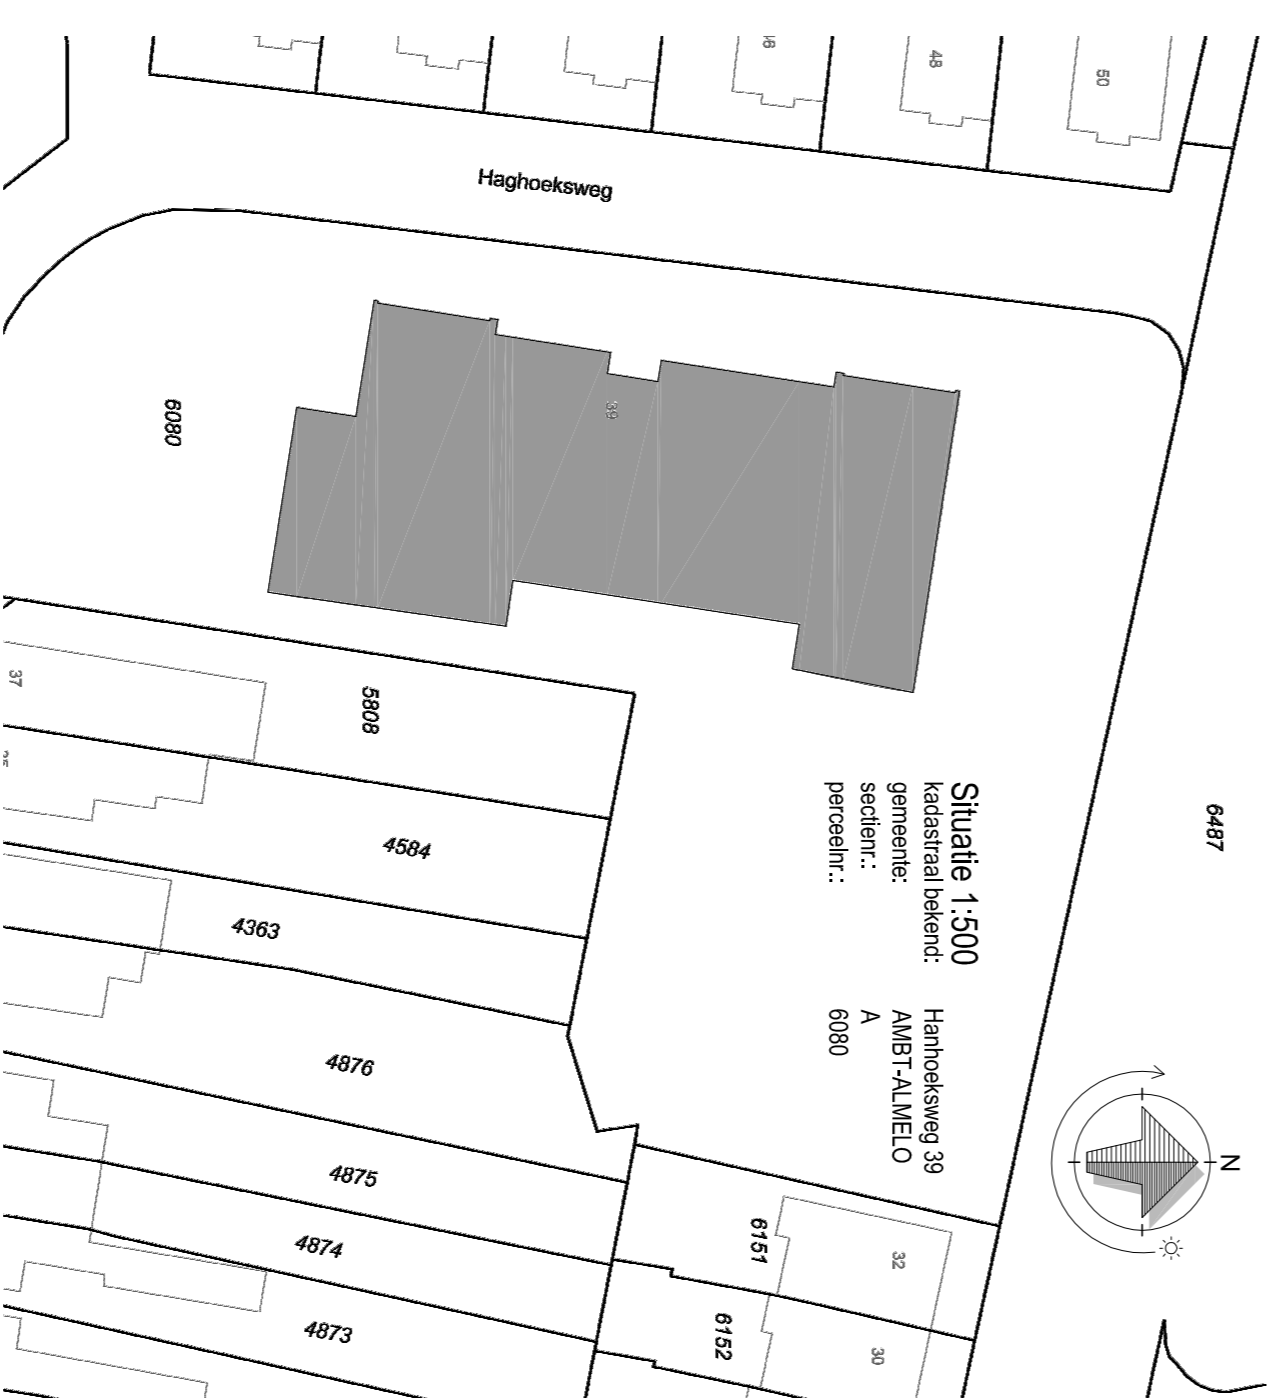 48
50
Haghoeksweg
39
6080
37
5808
4584
4363
4876
4875
4874
4873
6487
Situatie 1:500
kadastraal bekend: Hanhoeksweg 39
gemeente: AMBT-ALMELO
sectienr.: A
perceelnr.: 6080
N
6151
32
6152
30